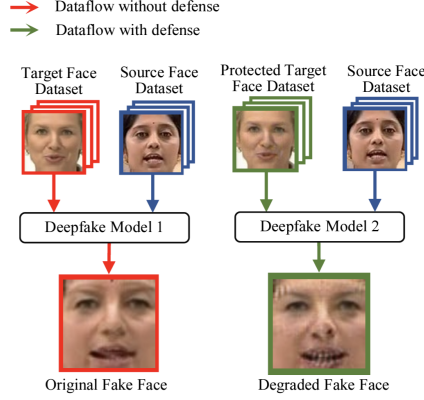 Dataflow without defense
Dataflow with defense
Target Face
Dataset
Source Face
Dataset
Protected Target
Face Dataset
Source Face
Dataset
Deepfake Model 1
Deepfake Model 2
Original Fake Face
Degraded Fake Face